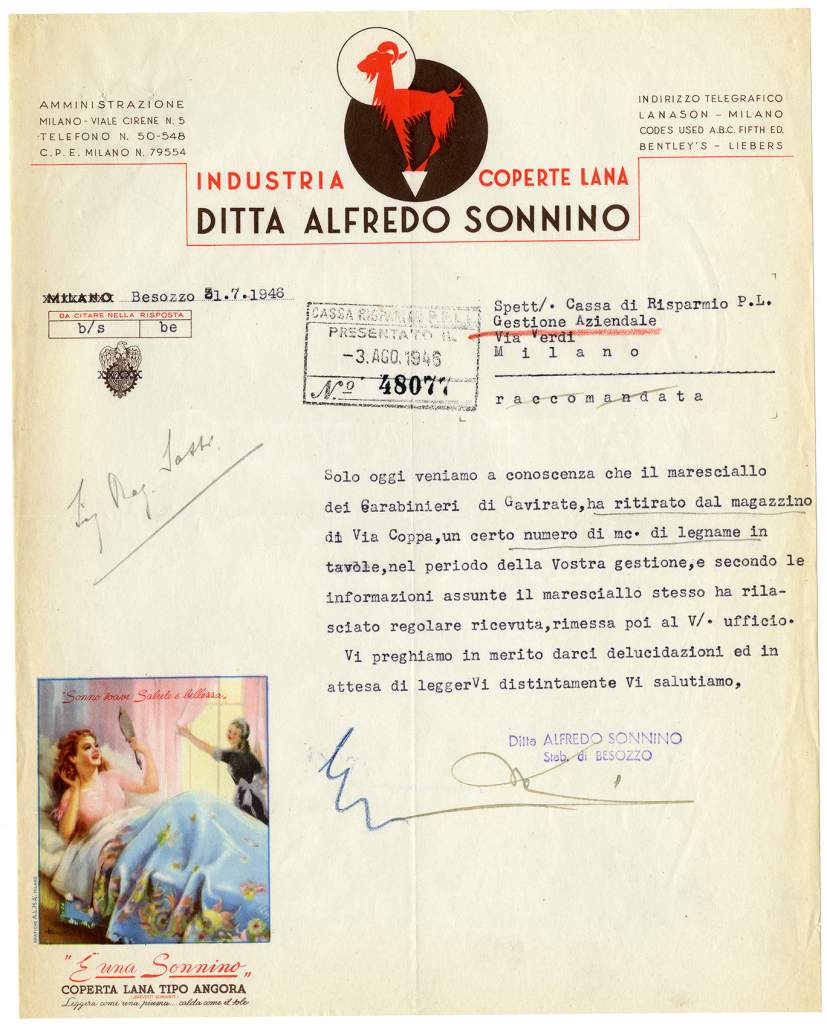 AMMINISTRAZIONE
MILANO - VIALE CIRENE N. 5
TELEFONO N. 50-548
C.P.E. MILANO N. 79554
INDIRIZZO TELEGRAFICO
LANASON - MILANO
CODES USED A.B.C. FIFTH ED.
BENTLEY'S - LIEBERS
INDUSTRIA COPERTE LANA
DITTA ALFREDO SONNINO
MILANO Besozzo 31.7.1946
DA CITARE NELLA RISPOSTA
b/s be
CASSA RISPARMIO P.P.L.L.
PRESENTATO IL
-3. AGO. 1946
No 48077
Spett/. Cassa di Risparmio P.L.
Gestione Aziendale
Via Verdi
M i l a n o
r a c c o m a n d a t a
Sig Rag.
Solo oggi veniamo a conoscenza che il maresciallo
dei Carabinieri di Gavirate,ha ritirato dal magazzino
di Via Coppa,un certo numero di mc. di legname in
tavole,nel periodo della Vostra gestione,e secondo le
informazioni assunte il maresciallo stesso ha rila-
sciato regolare ricevuta,rimessa poi al V/. ufficio.
Vi preghiamo in merito darci delucidazioni ed in
attesa di leggerVi distintamente Vi salutiamo,
Ditta ALFREDO SONNINO
Stab. di BESOZZO
"Sonno soave Salute e bellezza„
GRAFICHE A.L.M.A. MILANO
"È una Sonnino„
COPERTA LANA TIPO ANGORA
(BREVETTI SONNINO)
Leggera come una piuma... calda come il sole